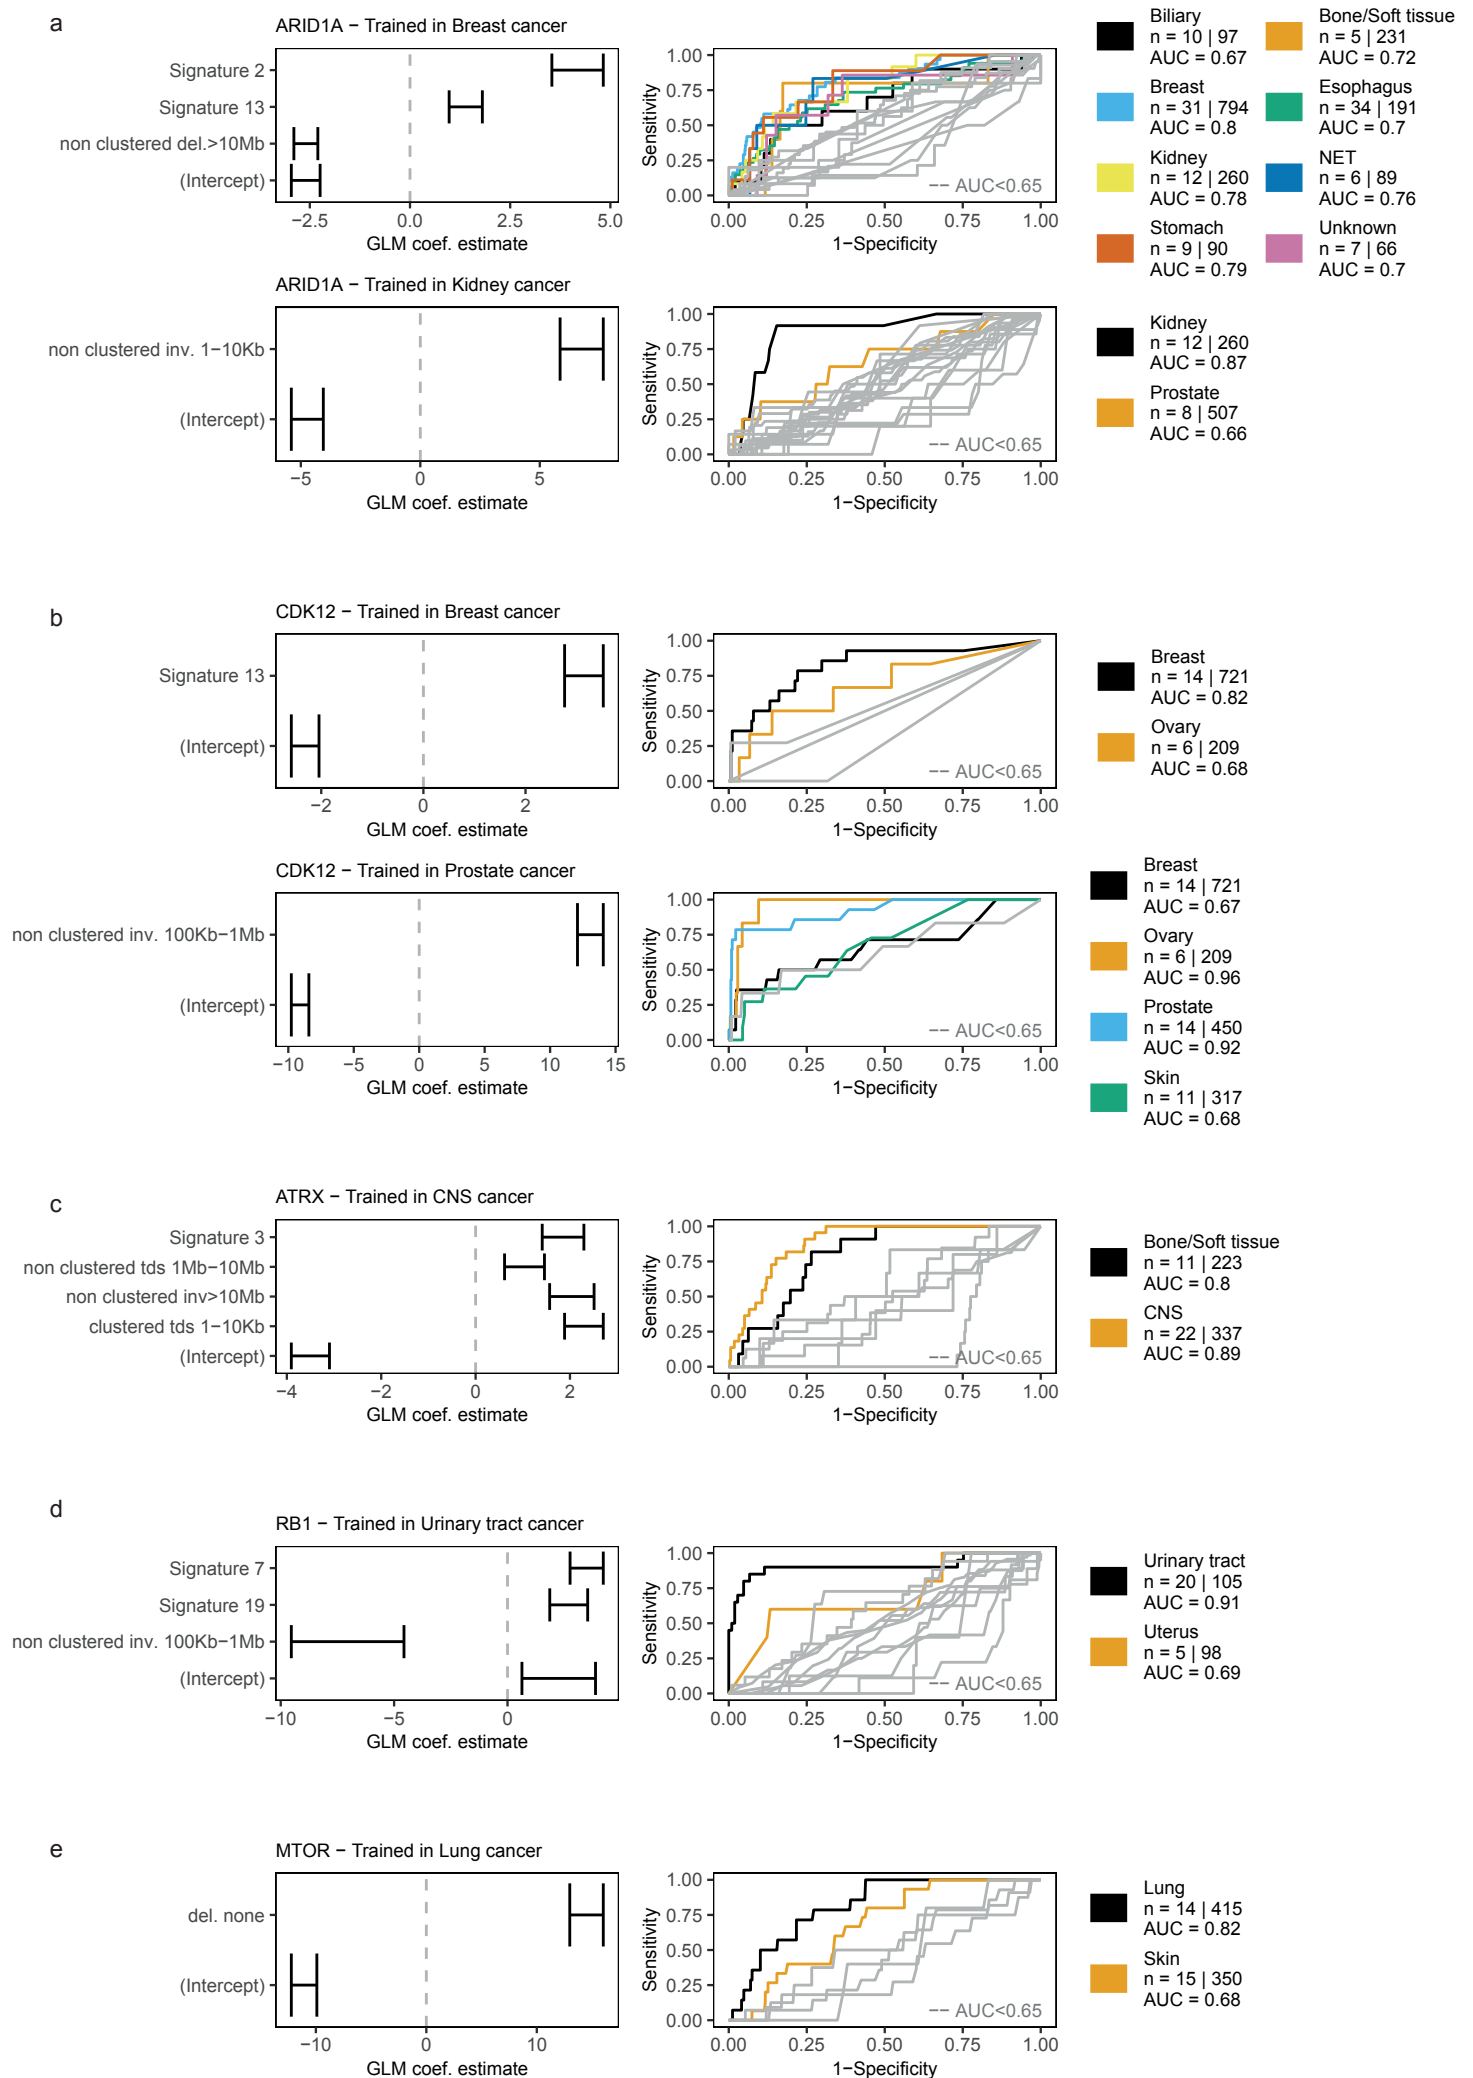 a
ARID1A − Trained in Breast cancer
Signature 2
Signature 13
non clustered del.>10Mb
(Intercept)
−2.5 0.0 2.5 5.0
GLM coef. estimate
Sensitivity
1.00
0.75
0.50
0.25
0.00
−− AUC<0.65
0.00 0.25 0.50 0.75 1.00
1−Specificity
Biliary
n = 10 | 97
AUC = 0.67
Breast
n = 31 | 794
AUC = 0.8
Kidney
n = 12 | 260
AUC = 0.78
Stomach
n = 9 | 90
AUC = 0.79
Bone/Soft tissue
n = 5 | 231
AUC = 0.72
Esophagus
n = 34 | 191
AUC = 0.7
NET
n = 6 | 89
AUC = 0.76
Unknown
n = 7 | 66
AUC = 0.7
ARID1A − Trained in Kidney cancer
non clustered inv. 1−10Kb
(Intercept)
−5 0 5
GLM coef. estimate
Sensitivity
1.00
0.75
0.50
0.25
0.00
−− AUC<0.65
0.00 0.25 0.50 0.75 1.00
1−Specificity
Kidney
n = 12 | 260
AUC = 0.87
Prostate
n = 8 | 507
AUC = 0.66
b
CDK12 − Trained in Breast cancer
Signature 13
(Intercept)
−2 0 2
GLM coef. estimate
Sensitivity
1.00
0.75
0.50
0.25
0.00
−− AUC<0.65
0.00 0.25 0.50 0.75 1.00
1−Specificity
Breast
n = 14 | 721
AUC = 0.82
Ovary
n = 6 | 209
AUC = 0.68
CDK12 − Trained in Prostate cancer
non clustered inv. 100Kb−1Mb
(Intercept)
−10 −5 0 5 10 15
GLM coef. estimate
Sensitivity
1.00
0.75
0.50
0.25
0.00
−− AUC<0.65
0.00 0.25 0.50 0.75 1.00
1−Specificity
Breast
n = 14 | 721
AUC = 0.67
Ovary
n = 6 | 209
AUC = 0.96
Prostate
n = 14 | 450
AUC = 0.92
Skin
n = 11 | 317
AUC = 0.68
c
ATRX − Trained in CNS cancer
Signature 3
non clustered tds 1Mb−10Mb
non clustered inv>10Mb
clustered tds 1−10Kb
(Intercept)
−4 −2 0 2
GLM coef. estimate
Sensitivity
1.00
0.75
0.50
0.25
0.00
−− AUC<0.65
0.00 0.25 0.50 0.75 1.00
1−Specificity
Bone/Soft tissue
n = 11 | 223
AUC = 0.8
CNS
n = 22 | 337
AUC = 0.89
d
RB1 − Trained in Urinary tract cancer
Signature 7
Signature 19
non clustered inv. 100Kb−1Mb
(Intercept)
−10 −5 0
GLM coef. estimate
Sensitivity
1.00
0.75
0.50
0.25
0.00
−− AUC<0.65
0.00 0.25 0.50 0.75 1.00
1−Specificity
Urinary tract
n = 20 | 105
AUC = 0.91
Uterus
n = 5 | 98
AUC = 0.69
e
MTOR − Trained in Lung cancer
del. none
(Intercept)
−10 0 10
GLM coef. estimate
Sensitivity
1.00
0.75
0.50
0.25
0.00
−− AUC<0.65
0.00 0.25 0.50 0.75 1.00
1−Specificity
Lung
n = 14 | 415
AUC = 0.82
Skin
n = 15 | 350
AUC = 0.68